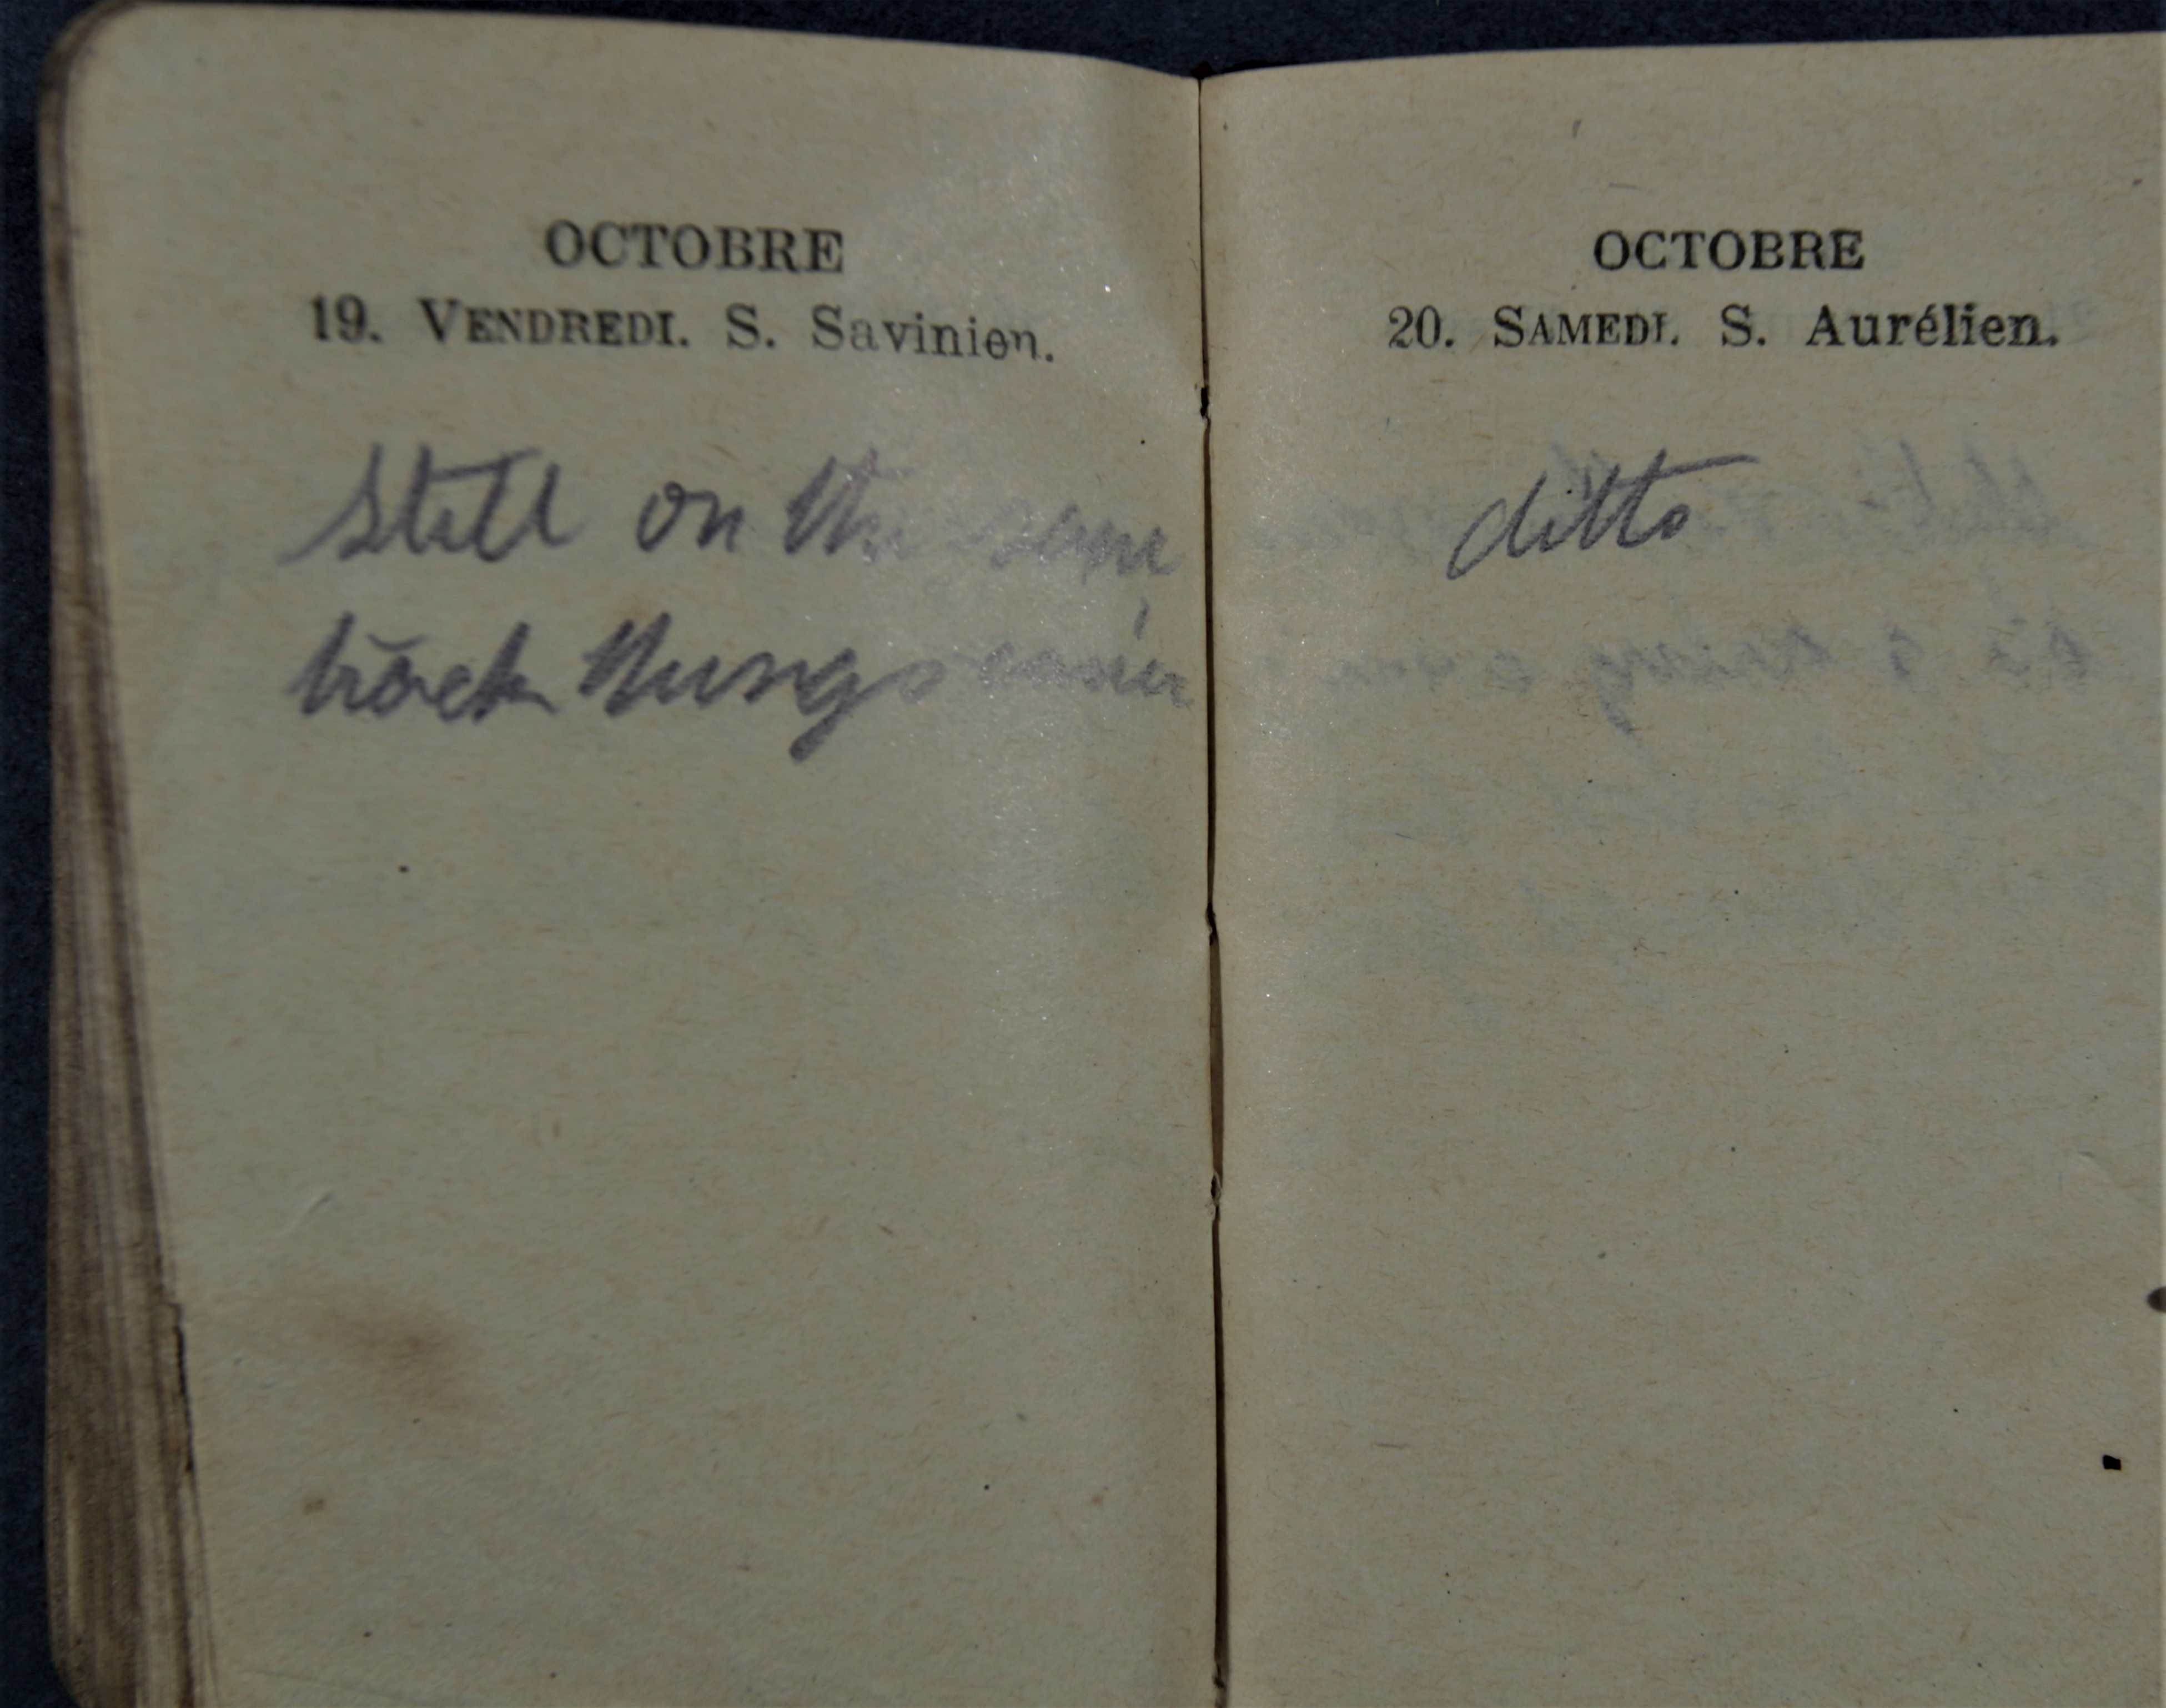 OCTOBRE
19. VENDREDI. S. Savinien.
Still on the same
work things
OCTOBRE
20. SAMEDI. S. Aurélien.
ditto